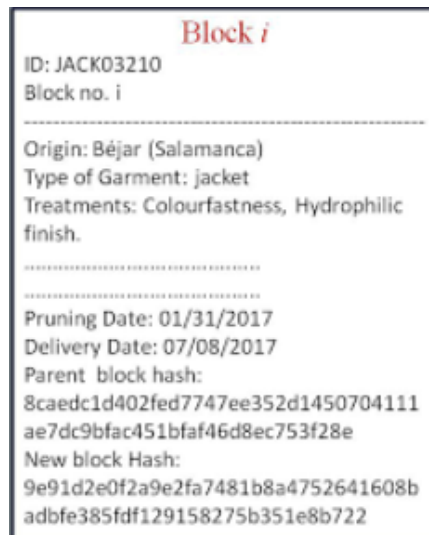 Block i
ID: JACK03210
Block no. i
--------------------------------------------------------
Origin: Béjar (Salamanca)
Type of Garment: jacket
Treatments: Colourfastness, Hydrophilic
finish.
............................................
............................................
Pruning Date: 01/31/2017
Delivery Date: 07/08/2017
Parent block hash:
8caedc1d402fed7747ee352d1450704111
ae7dc9bfac451bfaf46d8ec753f28e
New block Hash:
9e91d2e0f2a9e2fa7481b8a4752641608b
adbfe385fdf129158275b351e8b722